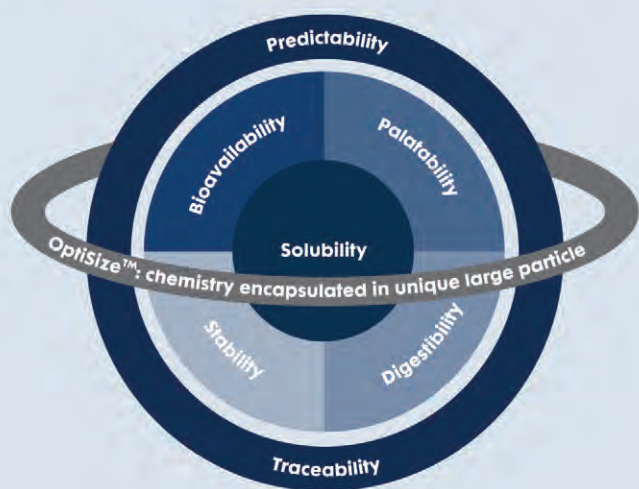 Predictability
Bioavailability
Palatability
Solubility
OptiSize™: chemistry encapsulated in unique large particle
Stability
Digestibility
Traceability